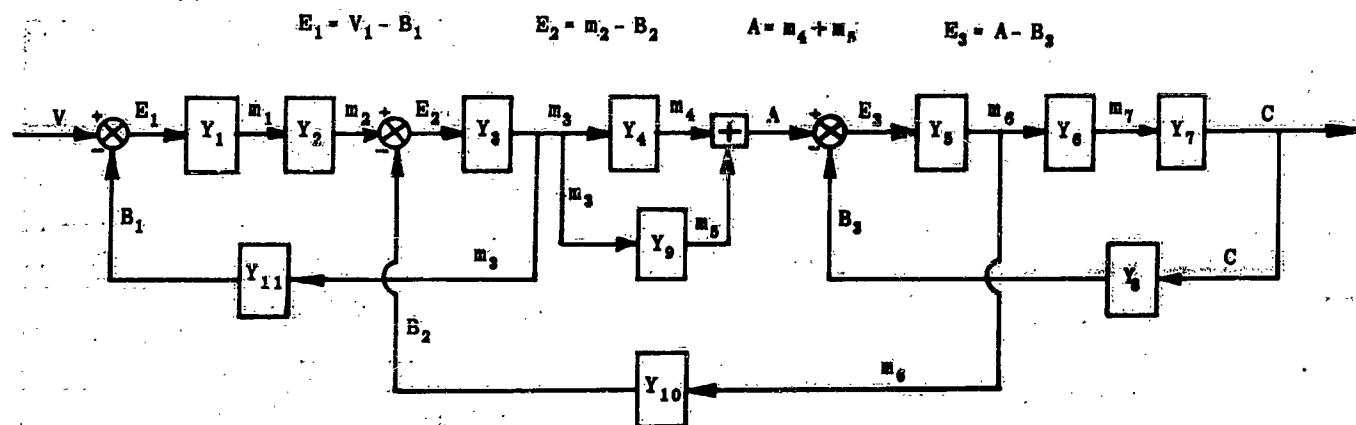 E₁ = V₁ - B₁ E₂ = m₂ - B₂ A = m₄ + m₅ E₃ = A - B₃
V + - E₁ Y₁ m₁ Y₂ m₂ + - E₂ Y₃ m₃ Y₄ m₄ + A + - E₃ Y₅ m₆ Y₆ m₇ Y₇ C
B₁ m₃ m₃ Y₉ m₅ B₃ C
Y₁₁ Y₈
B₂ m₆
Y₁₀